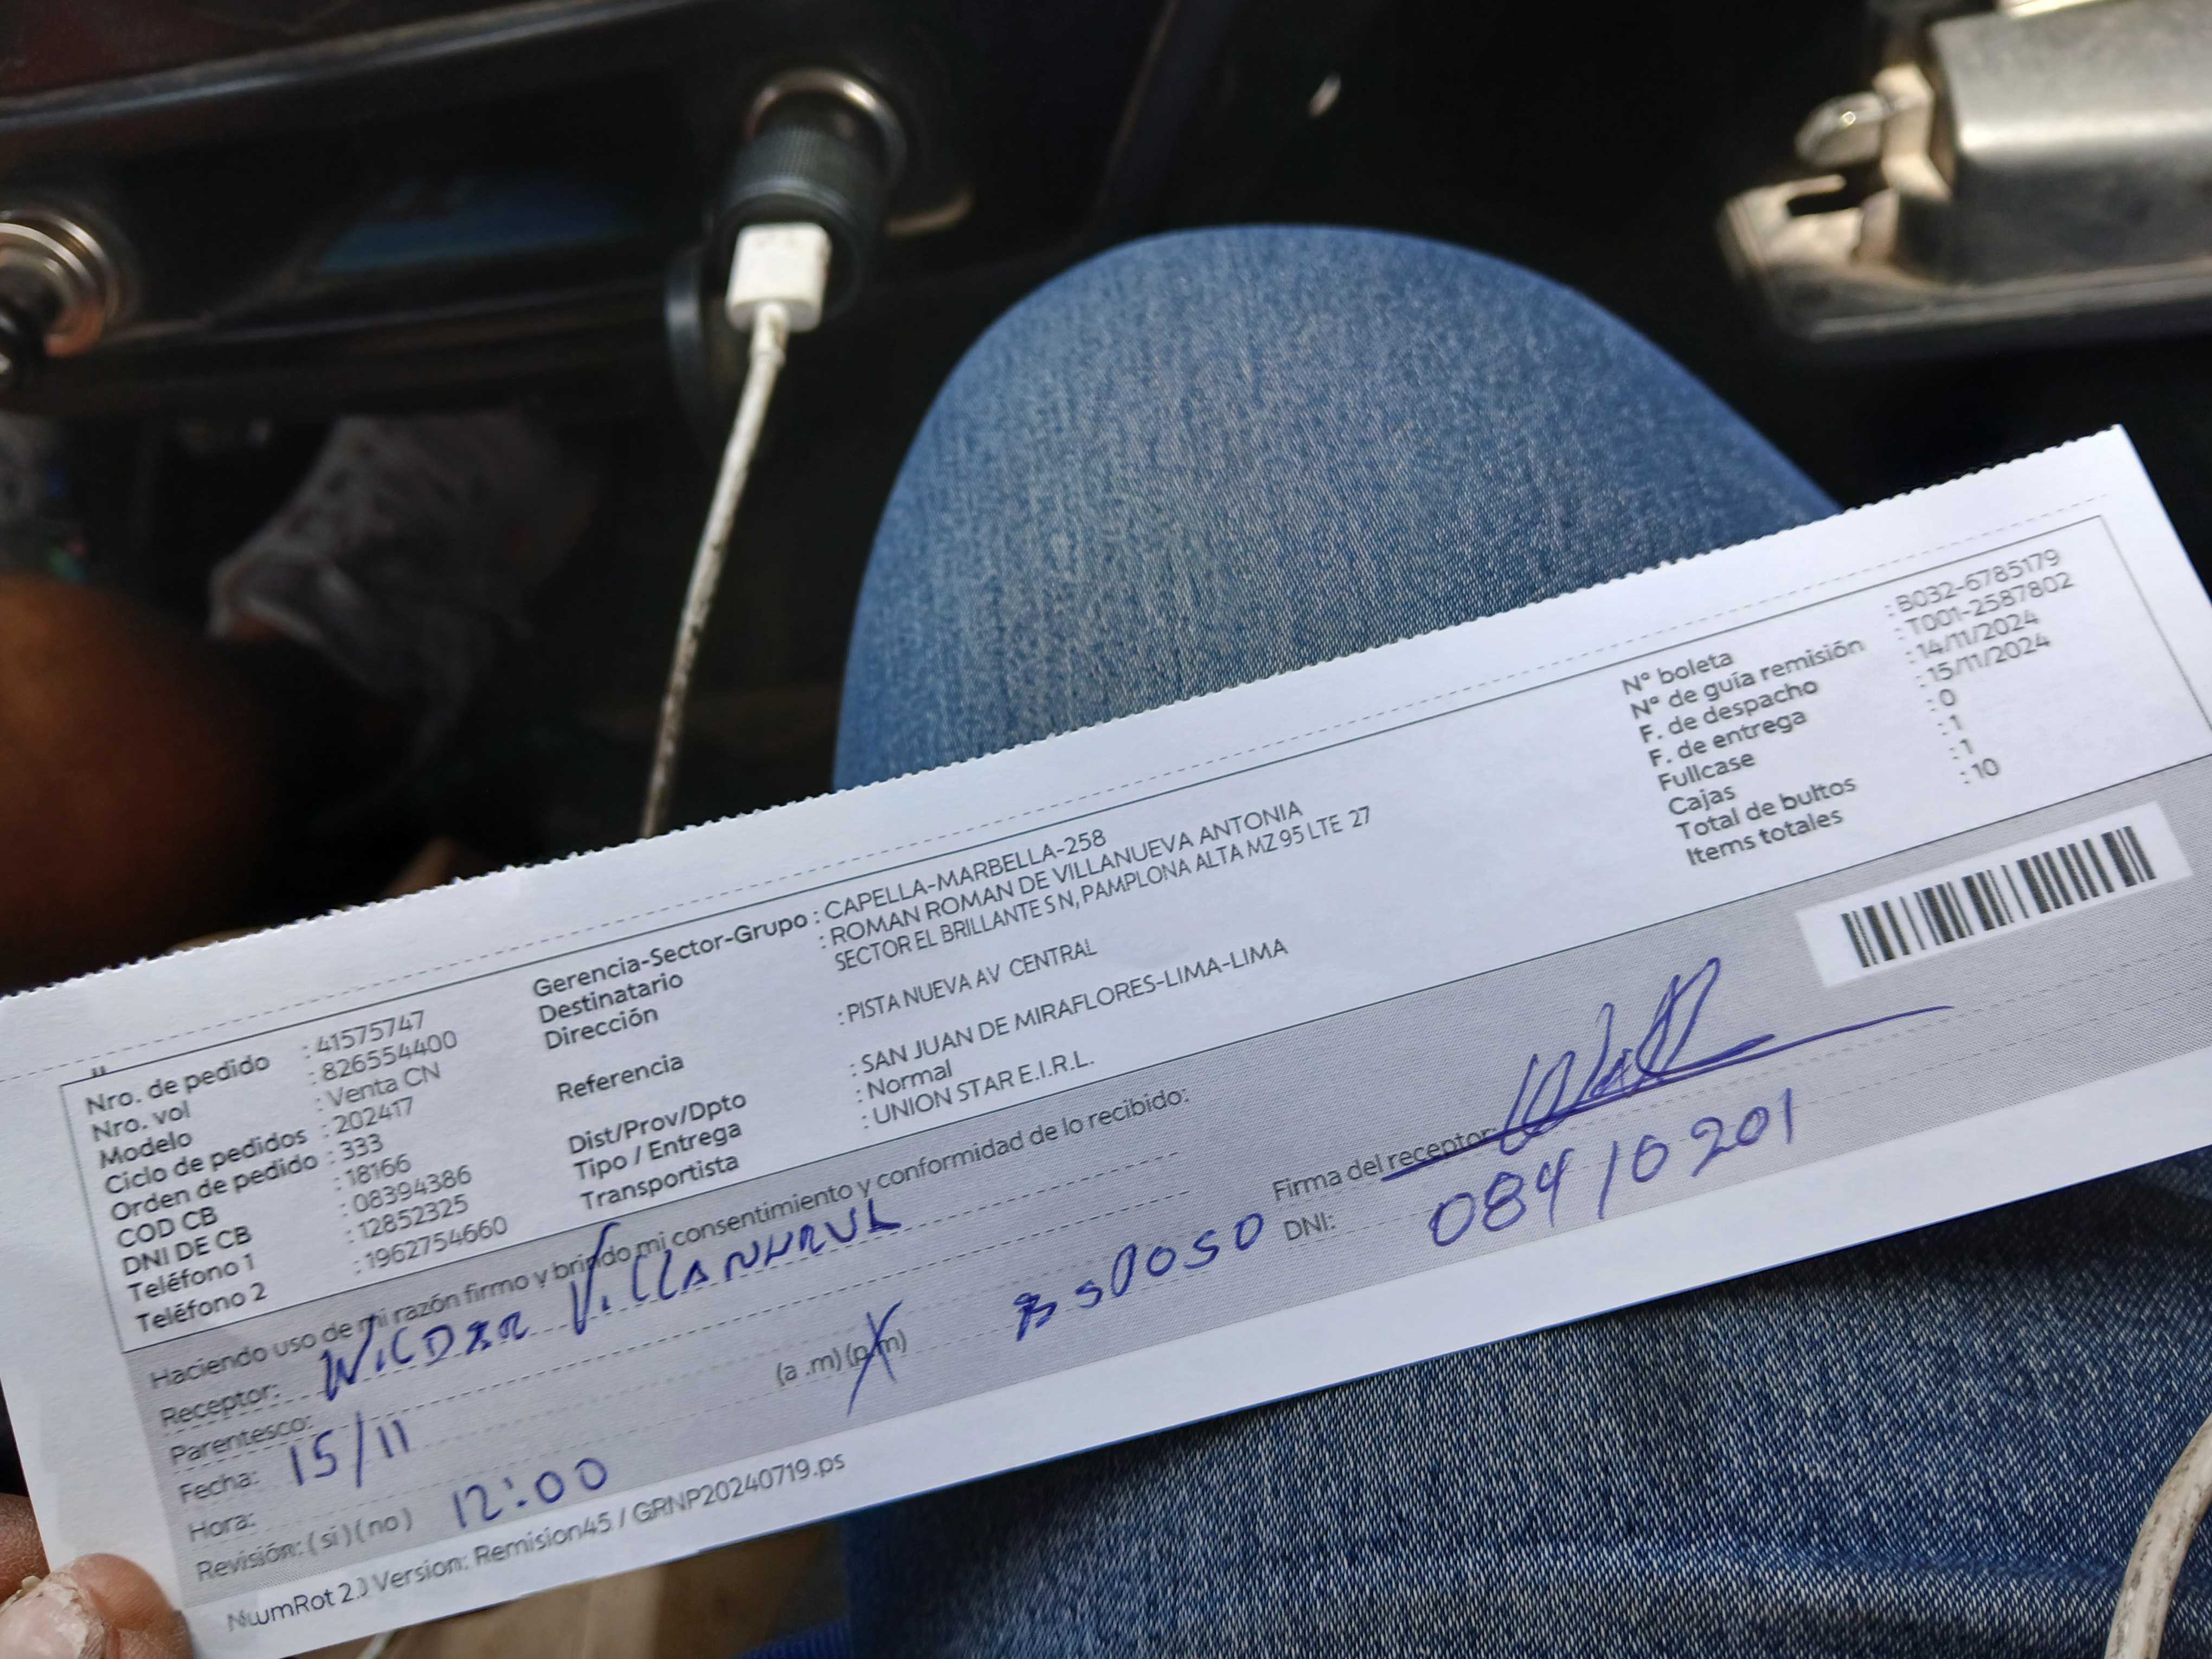 Nro. de pedido : 41575747
Nro. vol : 826554400
Modelo : Venta CN
Ciclo de pedidos : 202417
Orden de pedido : 333
COD CB : 18166
DNI DE CB : 08394386
Teléfono 1 : 12852325
Teléfono 2 : 1962754660
Gerencia-Sector-Grupo : CAPELLA-MARBELLA-258
Destinatario : ROMAN ROMAN DE VILLANUEVA ANTONIA
Dirección SECTOR EL BRILLANTE S N, PAMPLONA ALTA MZ 95 LTE 27
Referencia : PISTA NUEVA AV CENTRAL
Dist/Prov/Dpto : SAN JUAN DE MIRAFLORES-LIMA-LIMA
Tipo / Entrega : Normal
Transportista : UNION STAR E.I.R.L.
N° boleta : B032-6785179
N° de guía remisión : T001-2587802
F. de despacho : 14/11/2024
F. de entrega : 15/11/2024
Fullcase : 0
Cajas : 1
Total de bultos : 1
Items totales : 10
Haciendo uso de mi razón firmo y brindo mi consentimiento y conformidad de lo recibido:
Receptor:
Parentesco:
Fecha: 15/11
Hora: 12:00 (a .m) (p.m)
Revisión: ( si ) ( no )
Firma del receptor:
DNI: 08410201
NumRot 2.0 Version: Remision45 / GRNP20240719.ps